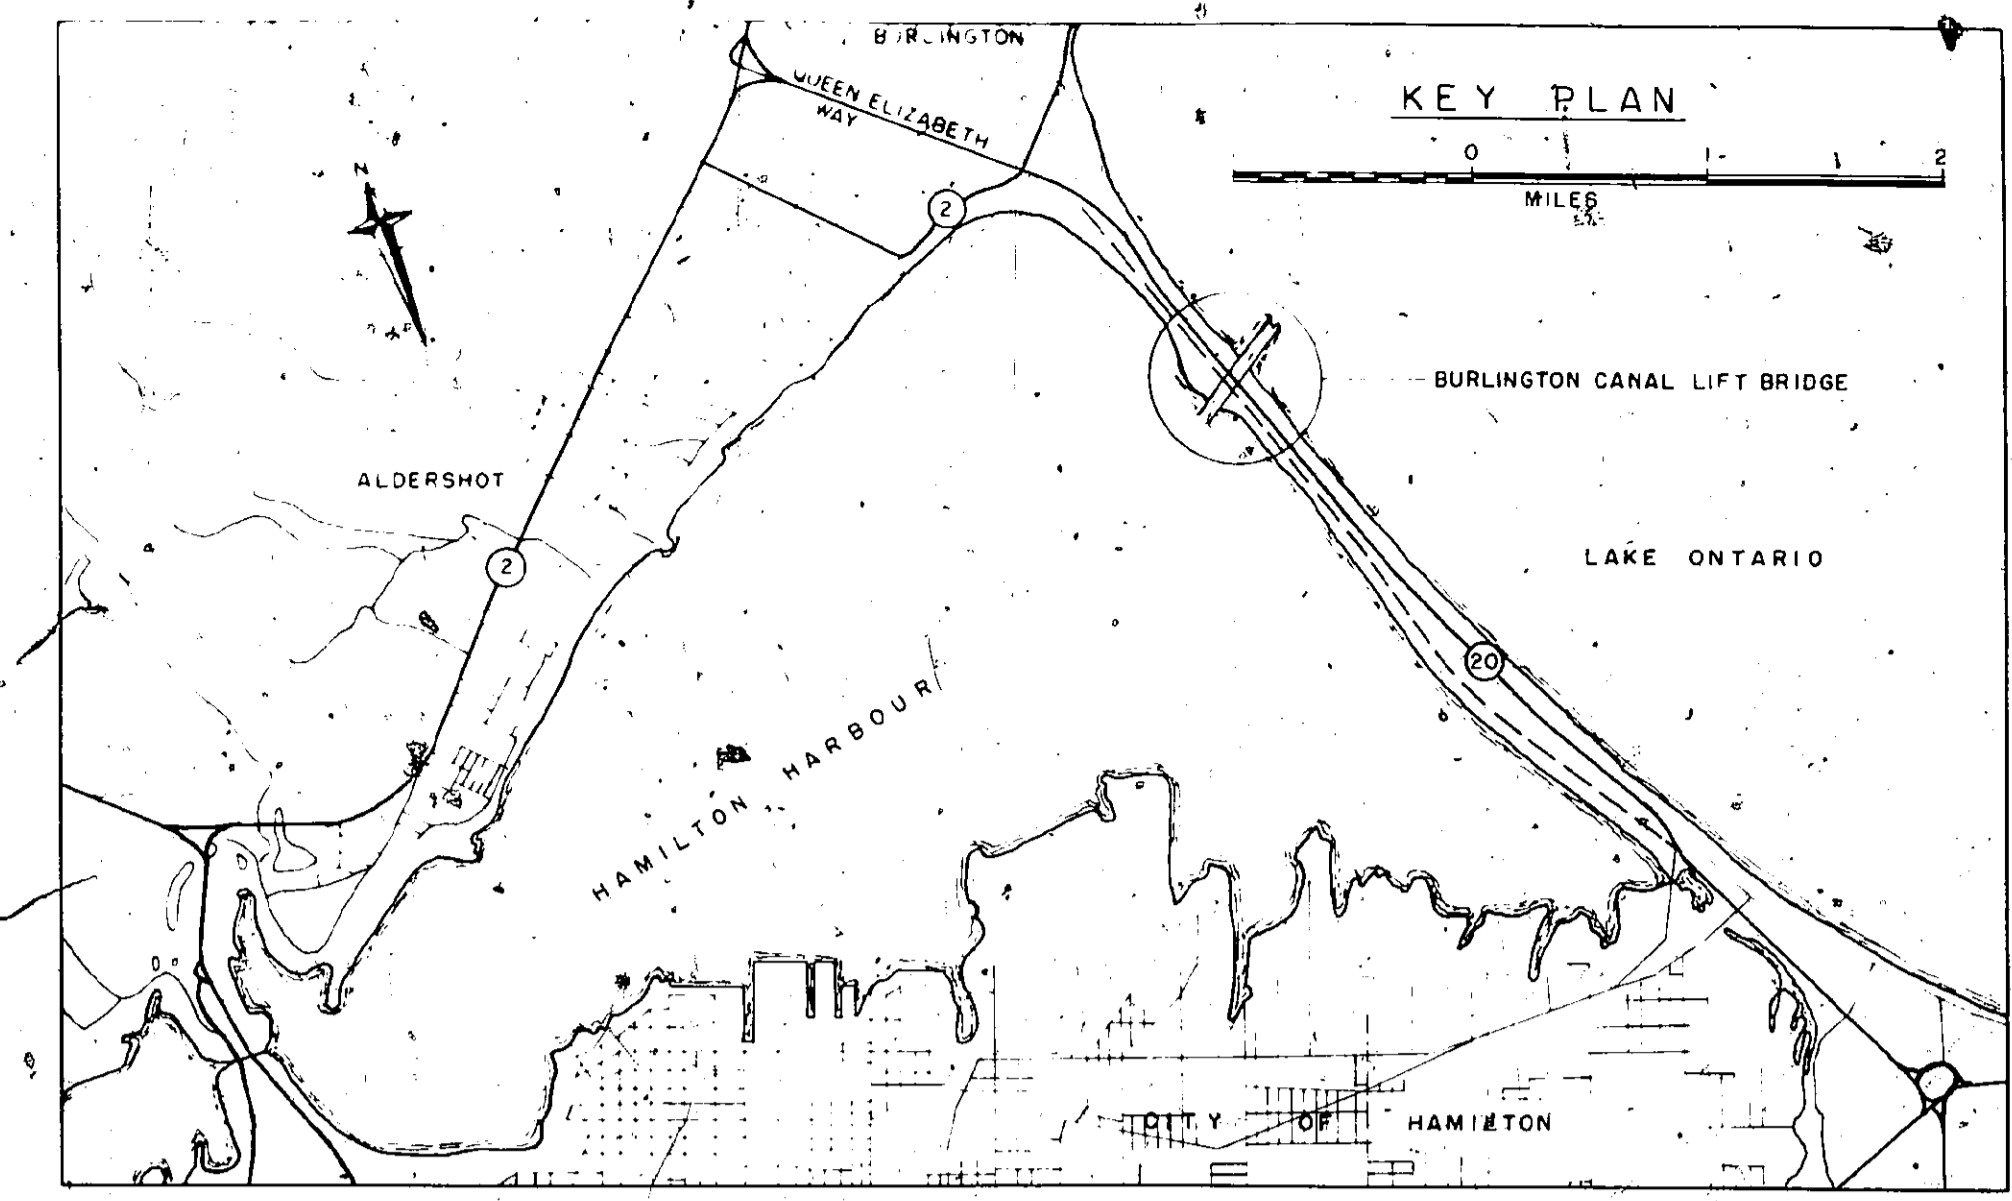 BURLINGTON
QUEEN ELIZABETH
WAY
KEY PLAN
0 1 2
MILES
N
2
BURLINGTON CANAL LIFT BRIDGE
ALDERSHOT
2
LAKE ONTARIO
20
HAMILTON HARBOUR
CITY OF HAMILTON